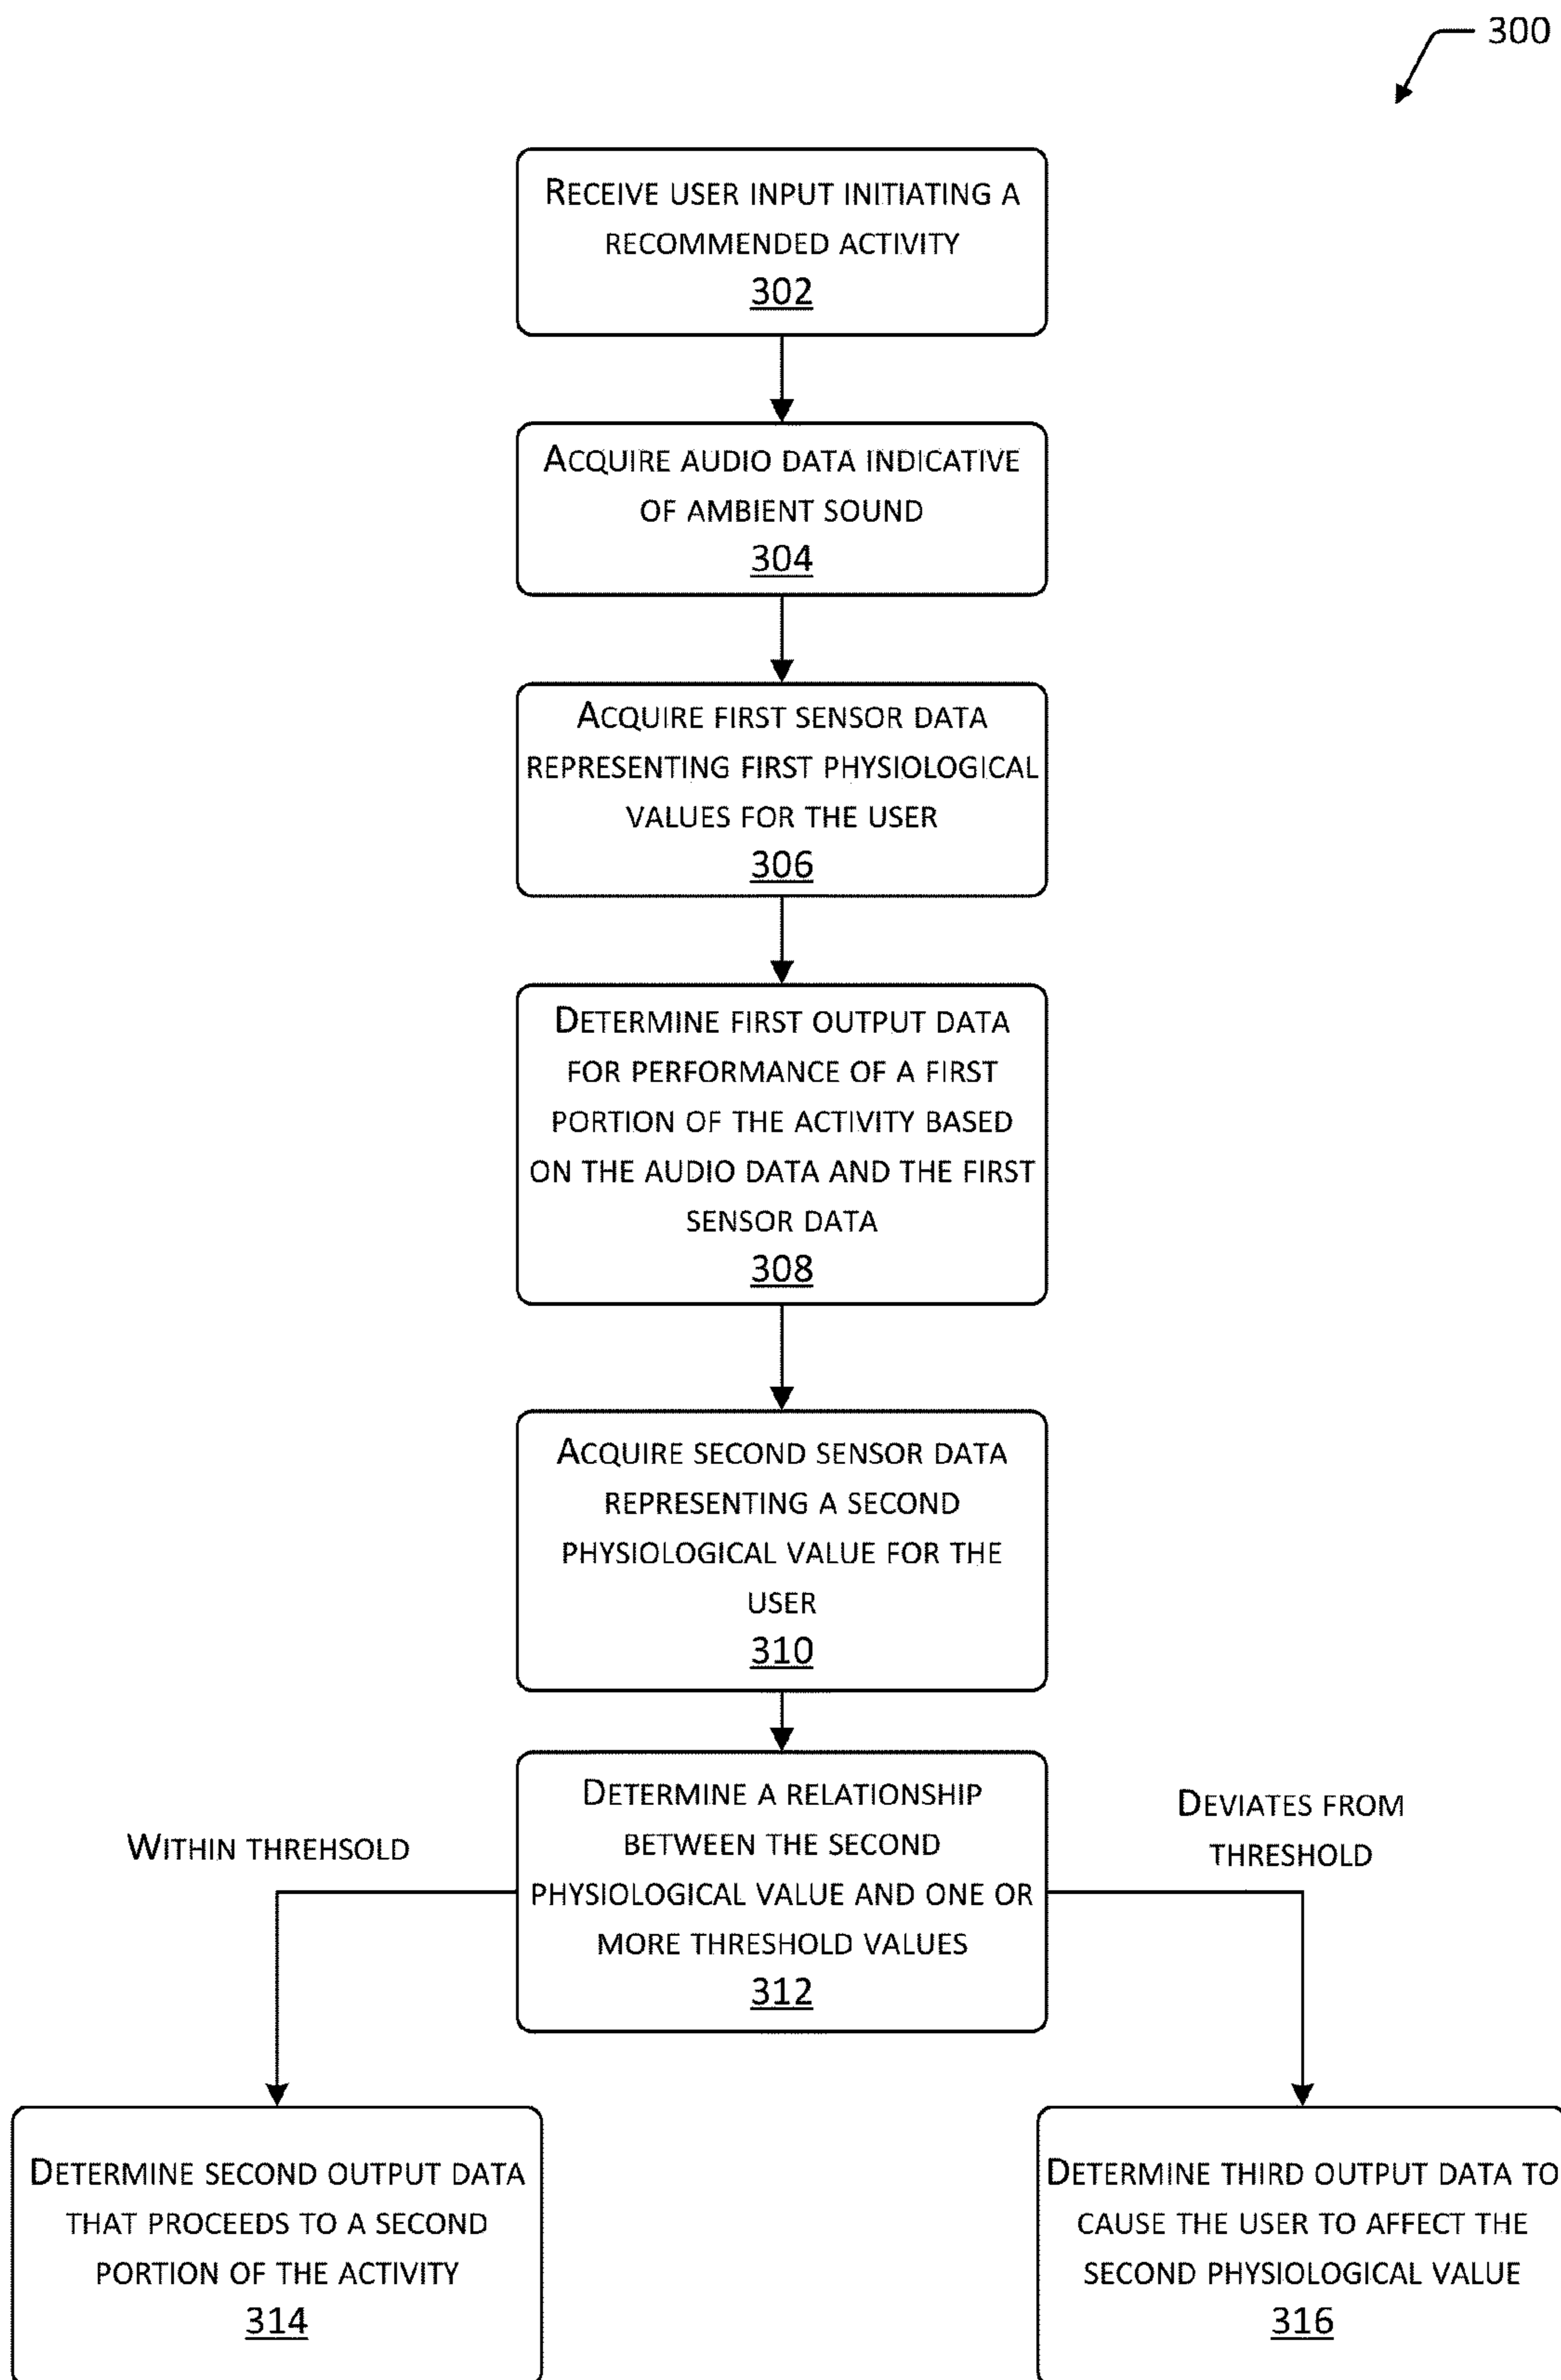 300
RECEIVE USER INPUT INITIATING A
RECOMMENDED ACTIVITY
302
ACQUIRE AUDIO DATA INDICATIVE
OF AMBIENT SOUND
304
ACQUIRE FIRST SENSOR DATA
REPRESENTING FIRST PHYSIOLOGICAL
VALUES FOR THE USER
306
DETERMINE FIRST OUTPUT DATA
FOR PERFORMANCE OF A FIRST
PORTION OF THE ACTIVITY BASED
ON THE AUDIO DATA AND THE FIRST
SENSOR DATA
308
ACQUIRE SECOND SENSOR DATA
REPRESENTING A SECOND
PHYSIOLOGICAL VALUE FOR THE
USER
310
DETERMINE A RELATIONSHIP
BETWEEN THE SECOND
PHYSIOLOGICAL VALUE AND ONE OR
MORE THRESHOLD VALUES
312
WITHIN THREHSOLD
DEVIATES FROM
THRESHOLD
DETERMINE SECOND OUTPUT DATA
THAT PROCEEDS TO A SECOND
PORTION OF THE ACTIVITY
314
DETERMINE THIRD OUTPUT DATA TO
CAUSE THE USER TO AFFECT THE
SECOND PHYSIOLOGICAL VALUE
316